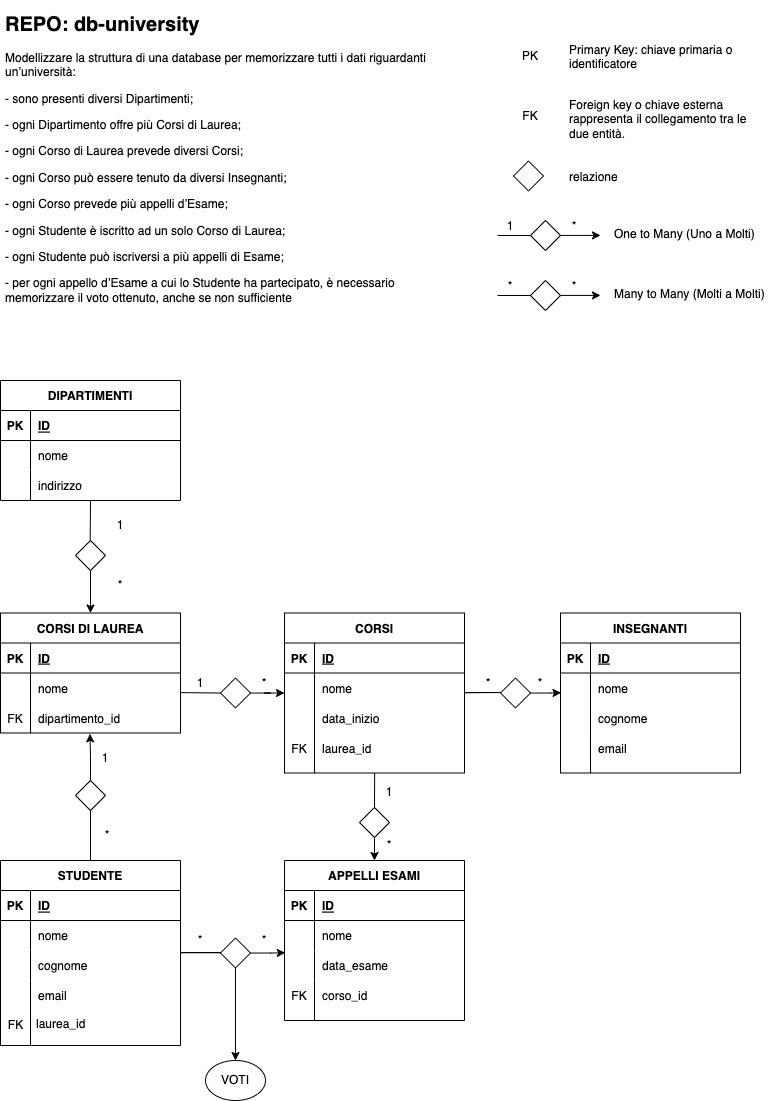 REPO: db-university
Modellizzare la struttura di una database per memorizzare tutti i dati riguardanti
un'università:
- sono presenti diversi Dipartimenti;
- ogni Dipartimento offre più Corsi di Laurea;
- ogni Corso di Laurea prevede diversi Corsi;
- ogni Corso può essere tenuto da diversi Insegnanti;
- ogni Corso prevede più appelli d'Esame;
- ogni Studente è iscritto ad un solo Corso di Laurea;
- ogni Studente può iscriversi a più appelli di Esame;
- per ogni appello d'Esame a cui lo Studente ha partecipato, è necessario
memorizzare il voto ottenuto, anche se non sufficiente
PK
Primary Key: chiave primaria o
identificatore
FK
Foreign key o chiave esterna
rappresenta il collegamento tra le
due entità.
relazione
1 * One to Many (Uno a Molti)
* * Many to Many (Molti a Molti)
DIPARTIMENTI
PK ID
nome
indirizzo
1
*
CORSI DI LAUREA
PK ID
nome
FK dipartimento_id
1 *
CORSI
PK ID
nome
data_inizio
FK laurea_id
* *
INSEGNANTI
PK ID
nome
cognome
email
1
*
1
*
STUDENTE
PK ID
nome
cognome
email
FK laurea_id
* *
APPELLI ESAMI
PK ID
nome
data_esame
FK corso_id
VOTI